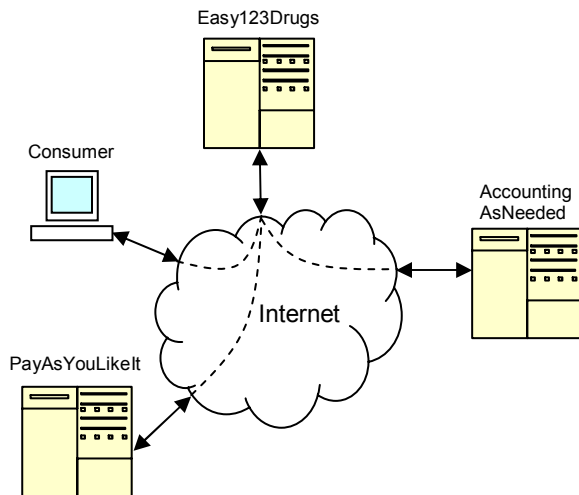 Easy123Drugs
Consumer
Accounting
AsNeeded
Internet
PayAsYouLikeIt